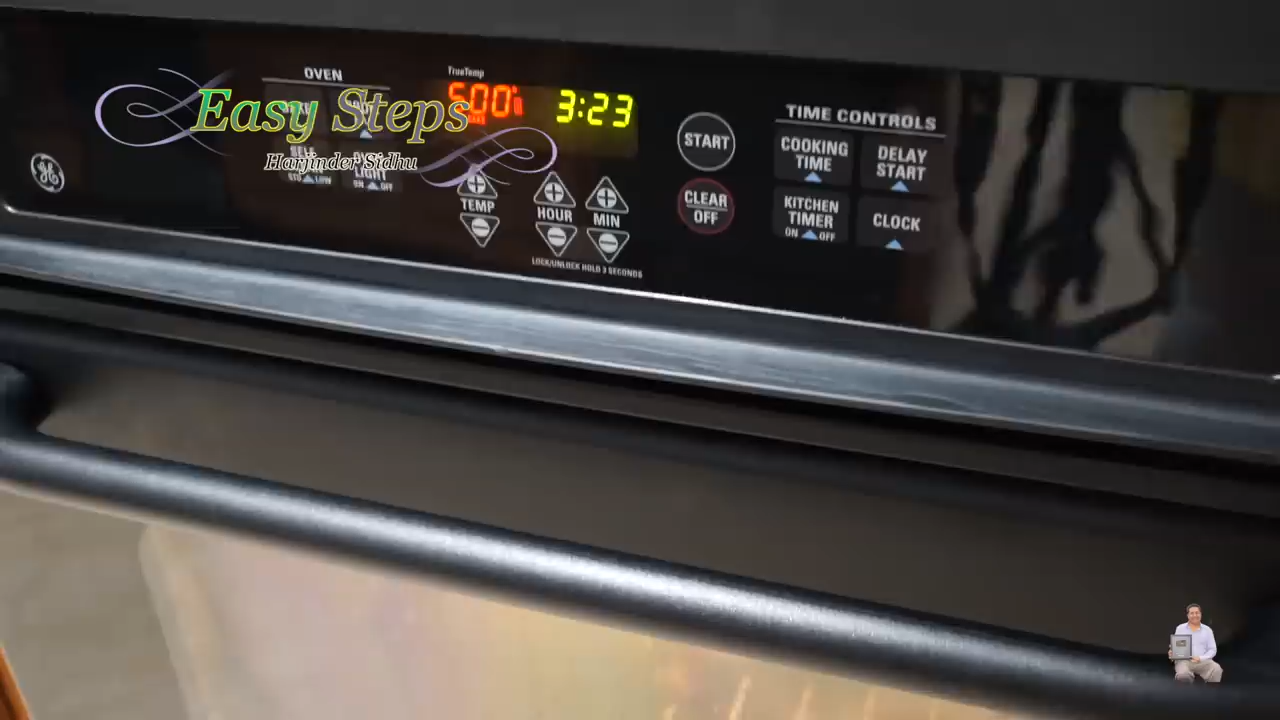 OVEN
TrueTemp
3:23
Easy Steps
Harjinder Sidhu
TEMP
HOUR
MIN
LOCK/UNLOCK HOLD 3 SECONDS
START
CLEAR
OFF
TIME CONTROLS
COOKING
TIME
DELAY
START
KITCHEN
TIMER
ON OFF
CLOCK
LIGHT
ON OFF
GE